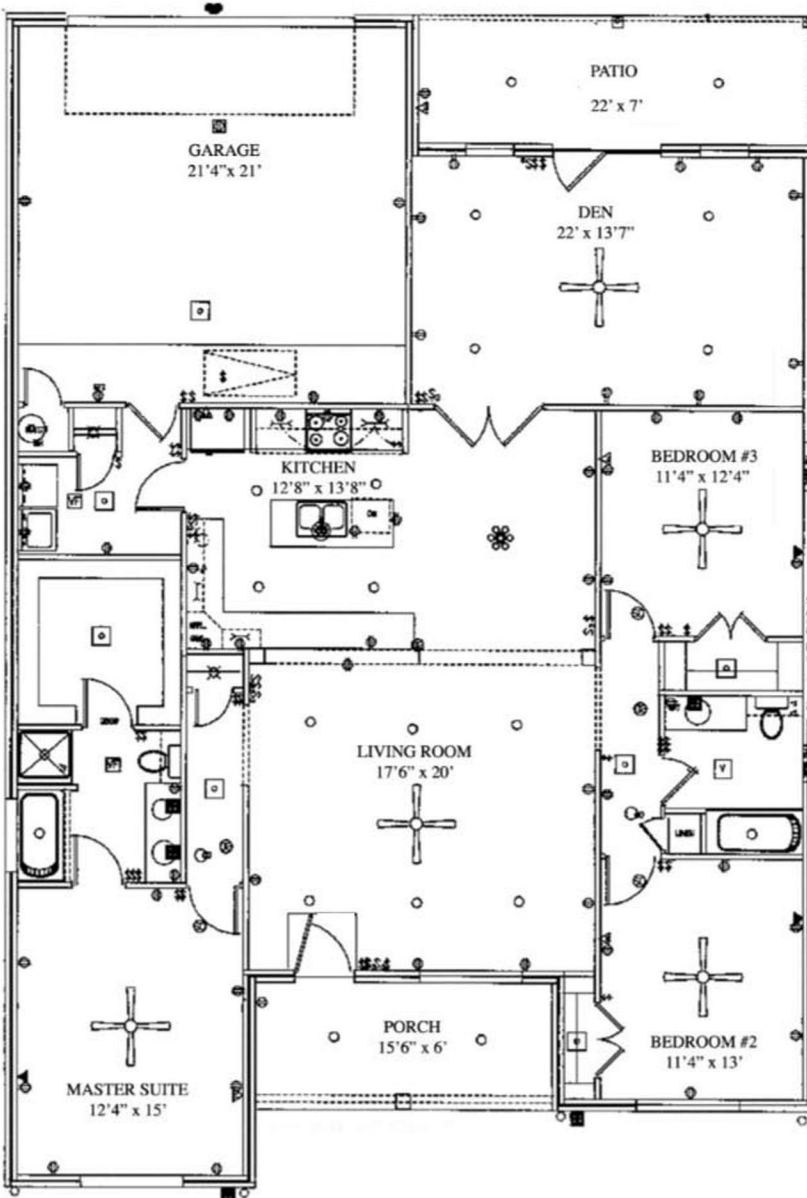 PATIO
22' x 7'
GARAGE
21'4"x 21'
DEN
22' x 13'7"
KITCHEN
12'8" x 13'8"
BEDROOM #3
11'4" x 12'4"
LIVING ROOM
17'6" x 20'
V
LINEN
PORCH
15'6" x 6'
BEDROOM #2
11'4" x 13'
MASTER SUITE
12'4" x 15'